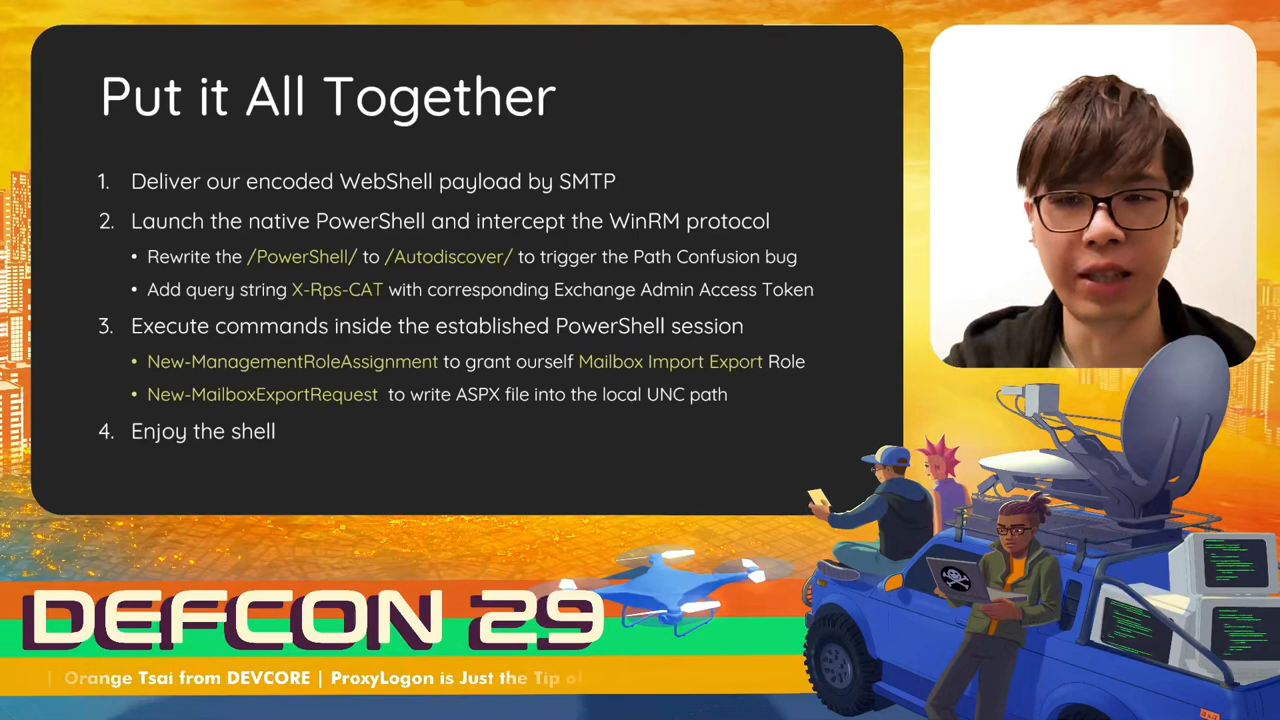 Put it All Together
1. Deliver our encoded WebShell payload by SMTP
2. Launch the native PowerShell and intercept the WinRM protocol
• Rewrite the /PowerShell/ to /Autodiscover/ to trigger the Path Confusion bug
• Add query string X-Rps-CAT with corresponding Exchange Admin Access Token
3. Execute commands inside the established PowerShell session
• New-ManagementRoleAssignment to grant ourself Mailbox Import Export Role
• New-MailboxExportRequest to write ASPX file into the local UNC path
4. Enjoy the shell
DEFCON 29
| Orange Tsai from DEVCORE | ProxyLogon is Just the Tip of